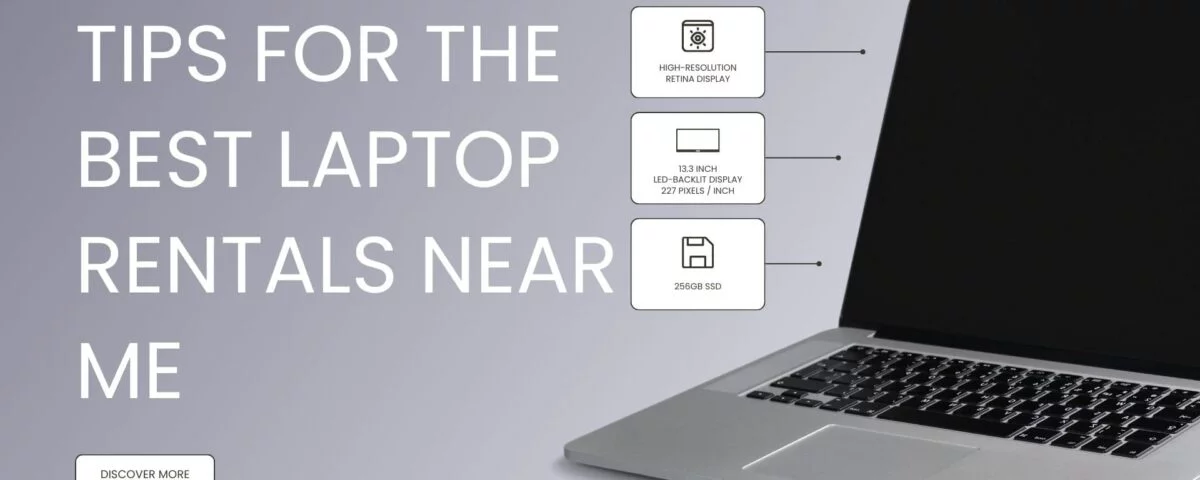 TIPS FOR THE
BEST LAPTOP
RENTALS NEAR
ME
DISCOVER MORE
HIGH-RESOLUTION
RETINA DISPLAY
13.3 INCH
LED-BACKLIT DISPLAY
227 PIXELS / INCH
256GB SSD